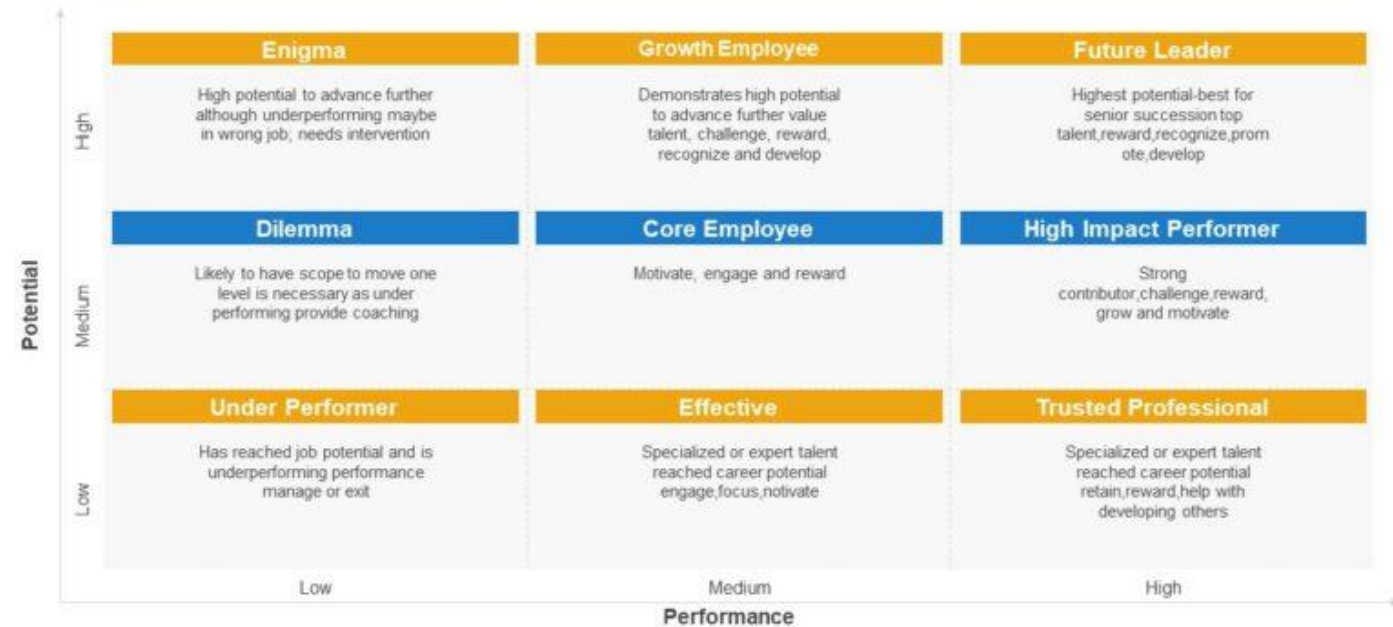 Enigma
High potential to advance further
although underperforming maybe
in wrong job; needs intervention
Growth Employee
Demonstrates high potential
to advance further value
talent, challenge, reward,
recognize and develop
Future Leader
Highest potential-best for
senior succession top
talent,reward,recognize,prom
ote,develop
High
Dilemma
Likely to have scope to move one
level is necessary as under
performing provide coaching
Core Employee
Motivate, engage and reward
High Impact Performer
Strong
contributor,challenge,reward,
grow and motivate
Medium
Potential
Under Performer
Has reached job potential and is
underperforming performance
manage or exit
Effective
Specialized or expert talent
reached career potential
engage,focus,notivate
Trusted Professional
Specialized or expert talent
reached career potential
retain,reward,help with
developing others
Low
Low
Medium
High
Performance